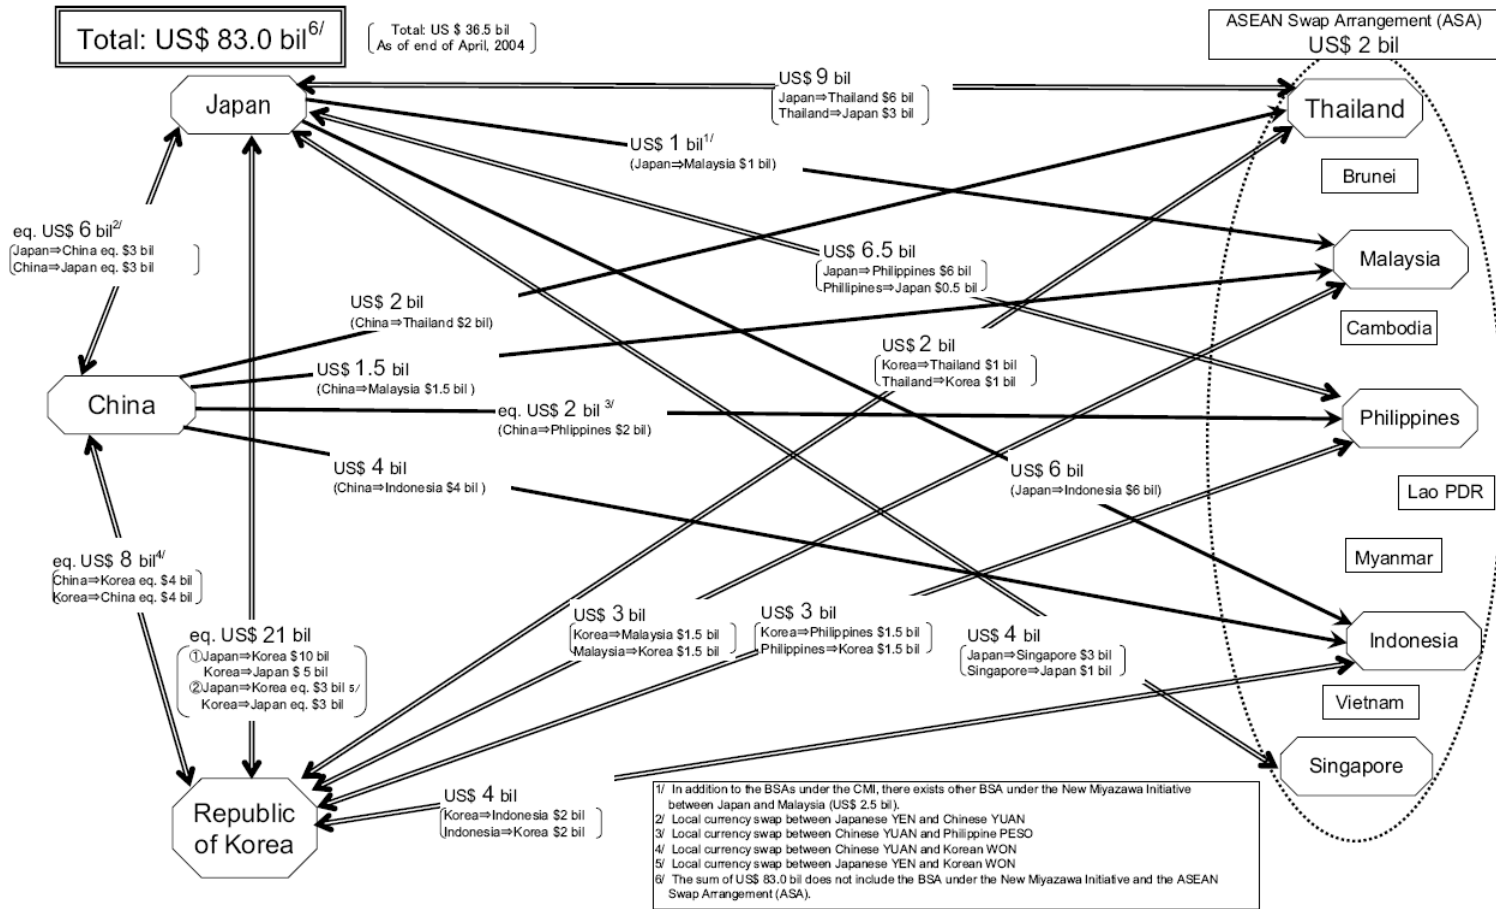 Total: US$ 83.0 bil6/
Total: US $ 36.5 bil
As of end of April, 2004
ASEAN Swap Arrangement (ASA)
US$ 2 bil
Japan
US$ 9 bil
Japan⇒Thailand $6 bil
Thailand⇒Japan $3 bil
Thailand
US$ 1 bil1/
(Japan⇒Malaysia $1 bil)
Brunei
eq. US$ 6 bil2/
Japan⇒China eq. $3 bil
China⇒Japan eq. $3 bil
US$ 6.5 bil
Japan⇒Philippines $6 bil
Phillipines⇒Japan $0.5 bil
Malaysia
US$ 2 bil
(China⇒Thailand $2 bil)
Cambodia
US$ 2 bil
Korea⇒Thailand $1 bil
Thailand⇒Korea $1 bil
US$ 1.5 bil
(China⇒Malaysia $1.5 bil )
China
eq. US$ 2 bil 3/
(China⇒Phlippines $2 bil)
Philippines
US$ 4 bil
(China⇒Indonesia $4 bil )
US$ 6 bil
(Japan⇒Indonesia $6 bil)
Lao PDR
Myanmar
eq. US$ 8 bil4/
China⇒Korea eq. $4 bil
Korea⇒China eq. $4 bil
eq. US$ 21 bil
①Japan⇒Korea $10 bil
Korea⇒Japan $ 5 bil
②Japan⇒Korea eq. $3 bil 5/
Korea⇒Japan eq. $3 bil
US$ 3 bil
Korea⇒Malaysia $1.5 bil
Malaysia⇒Korea $1.5 bil
US$ 3 bil
Korea⇒Philippines $1.5 bil
Philippines⇒Korea $1.5 bil
US$ 4 bil
Japan⇒Singapore $3 bil
Singapore⇒Japan $1 bil
Indonesia
Vietnam
Singapore
Republic
of Korea
US$ 4 bil
Korea⇒Indonesia $2 bil
Indonesia⇒Korea $2 bil
1/ In addition to the BSAs under the CMI, there exists other BSA under the New Miyazawa Initiative
between Japan and Malaysia (US$ 2.5 bil).
2/ Local currency swap between Japanese YEN and Chinese YUAN
3/ Local currency swap between Chinese YUAN and Philippine PESO
4/ Local currency swap between Chinese YUAN and Korean WON
5/ Local currency swap between Japanese YEN and Korean WON
6/ The sum of US$ 83.0 bil does not include the BSA under the New Miyazawa Initiative and the ASEAN
Swap Arrangement (ASA).